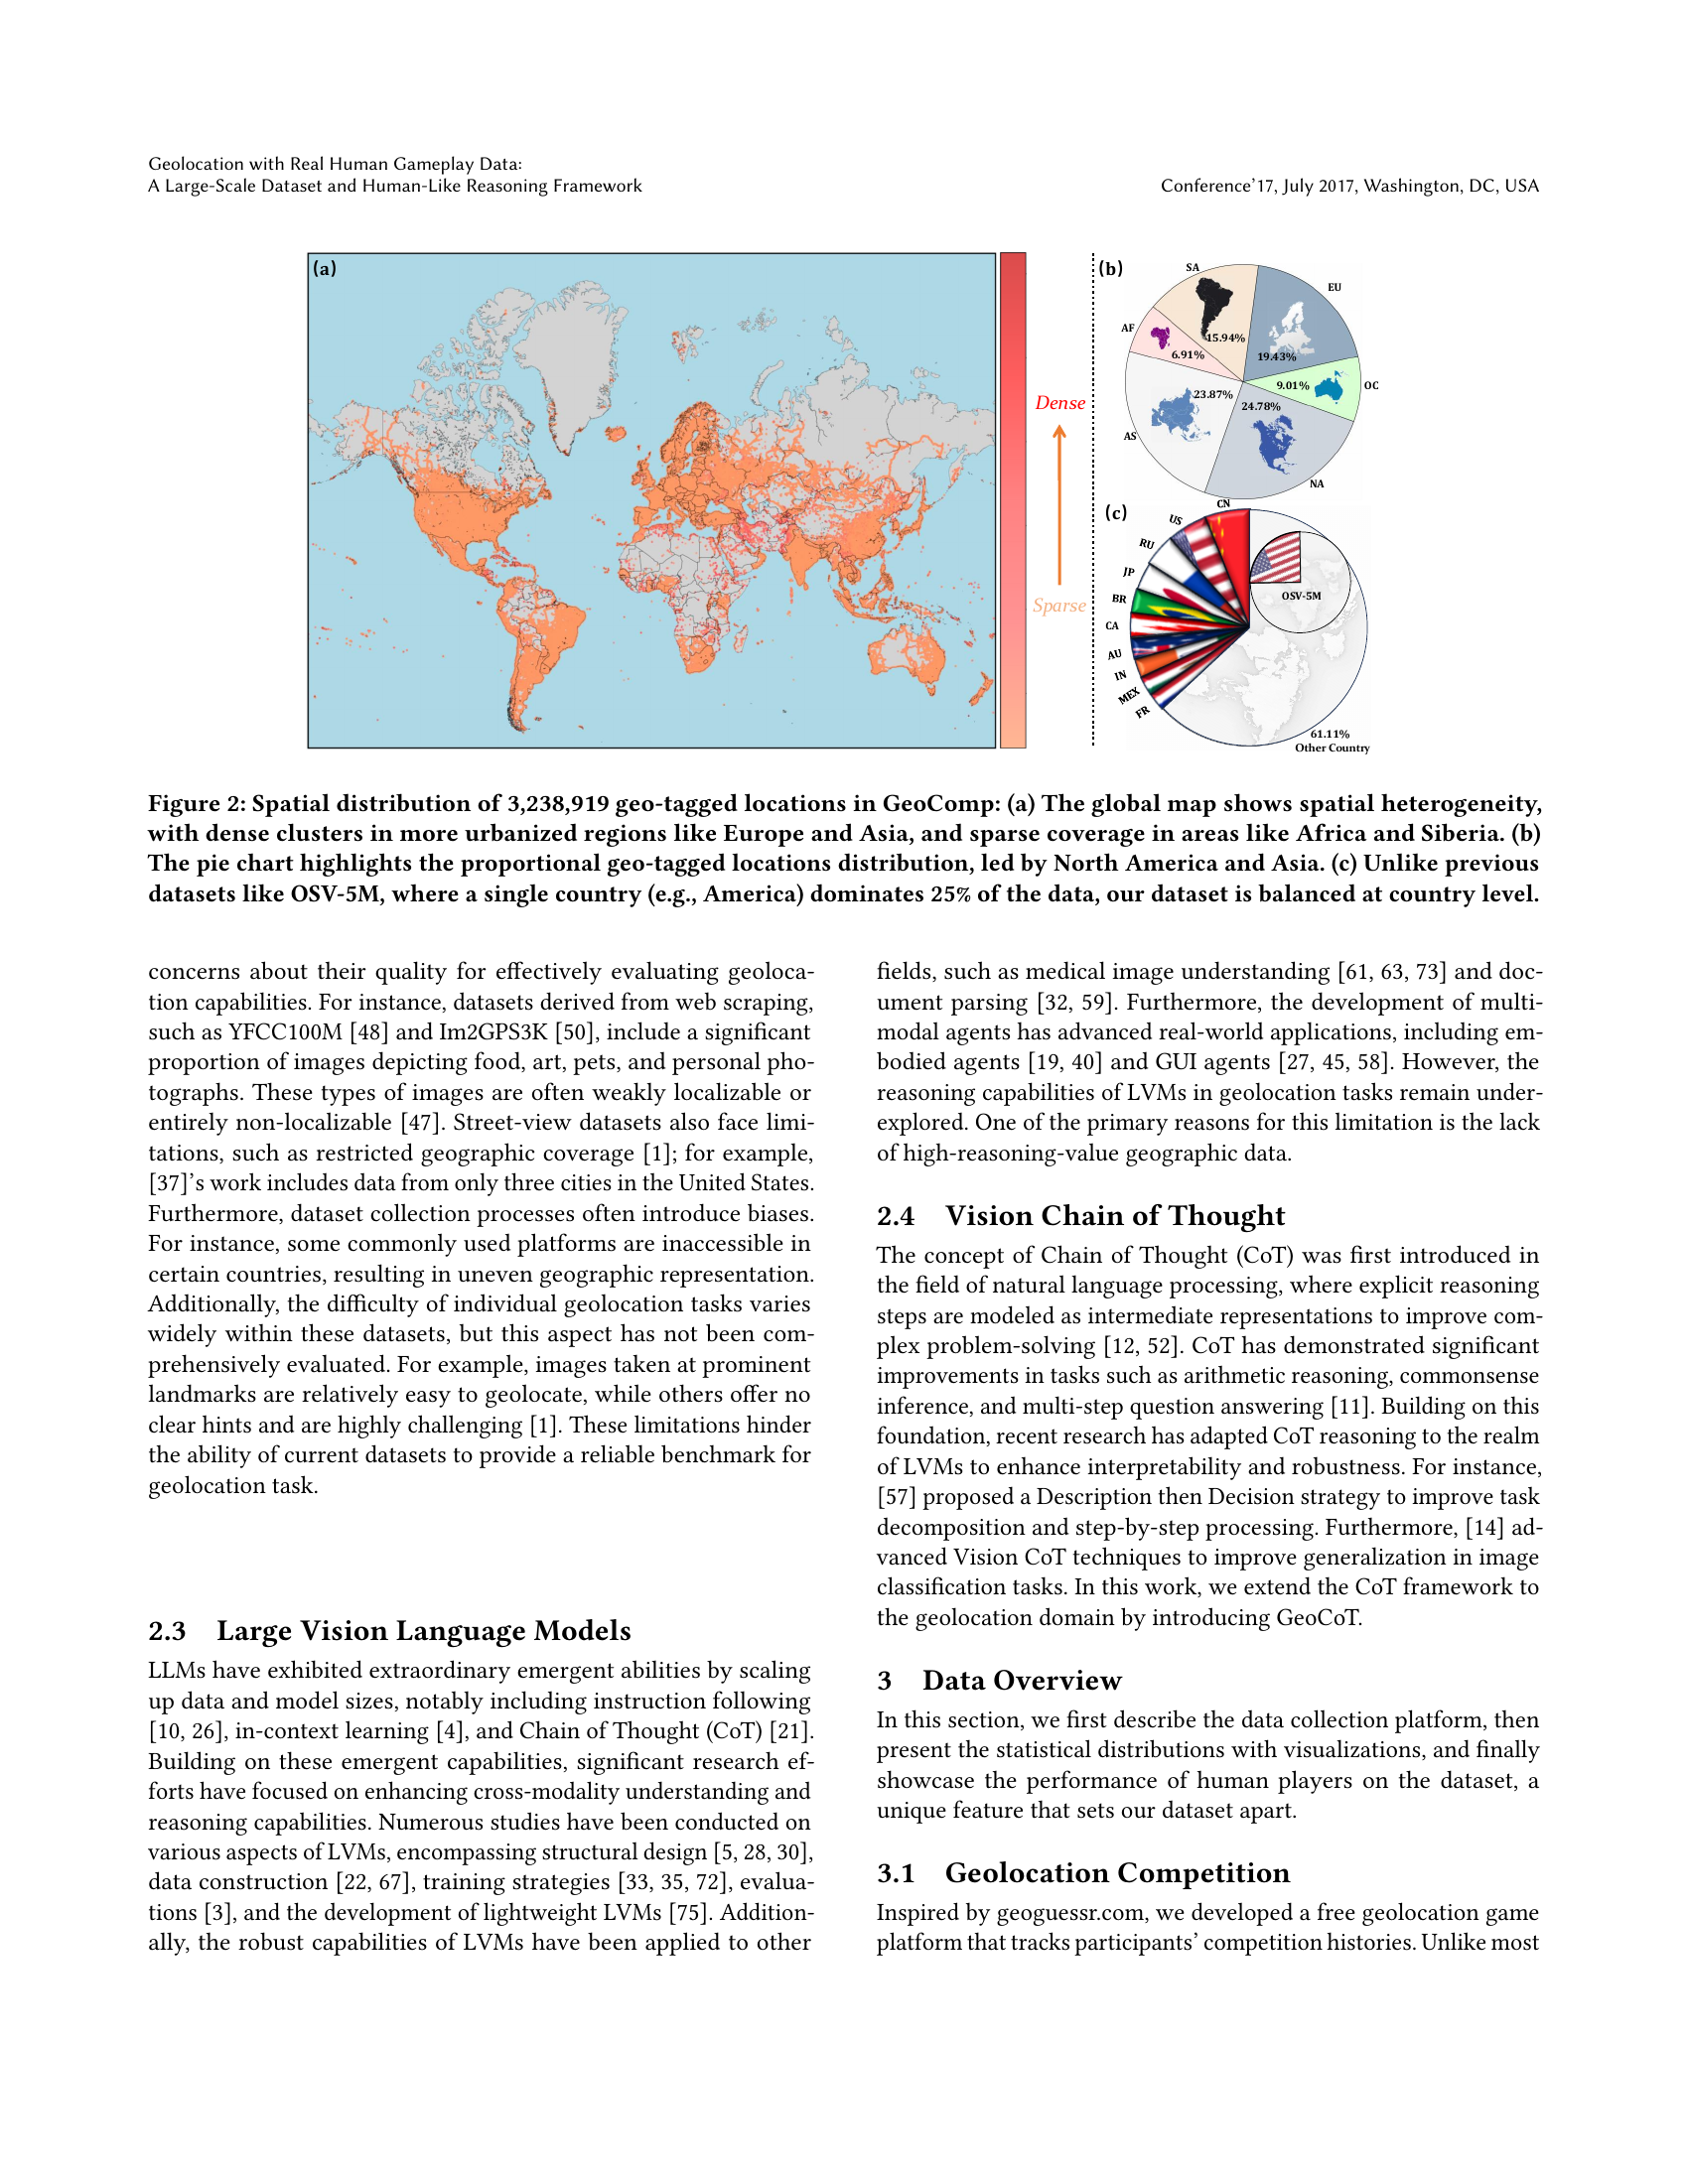 Geolocation with Real Human Gameplay Data:
A Large-Scale Dataset and Human-Like Reasoning Framework
Conference'17, July 2017, Washington, DC, USA
(a)
Dense
Sparse
(b)
SA
EU
AF
15.94%
19.43%
6.91%
9.01%
OC
23.87%
24.78%
AS
NA
(c)
CN
US
RU
JP
BR
CA
AU
IN
MEX
FR
OSV-5M
61.11%
Other Country
Figure 2: Spatial distribution of 3,238,919 geo-tagged locations in GeoComp: (a) The global map shows spatial heterogeneity,
with dense clusters in more urbanized regions like Europe and Asia, and sparse coverage in areas like Africa and Siberia. (b)
The pie chart highlights the proportional geo-tagged locations distribution, led by North America and Asia. (c) Unlike previous
datasets like OSV-5M, where a single country (e.g., America) dominates 25% of the data, our dataset is balanced at country level.
concerns about their quality for effectively evaluating geoloca-
tion capabilities. For instance, datasets derived from web scraping,
such as YFCC100M [48] and Im2GPS3K [50], include a significant
proportion of images depicting food, art, pets, and personal pho-
tographs. These types of images are often weakly localizable or
entirely non-localizable [47]. Street-view datasets also face limi-
tations, such as restricted geographic coverage [1]; for example,
[37]'s work includes data from only three cities in the United States.
Furthermore, dataset collection processes often introduce biases.
For instance, some commonly used platforms are inaccessible in
certain countries, resulting in uneven geographic representation.
Additionally, the difficulty of individual geolocation tasks varies
widely within these datasets, but this aspect has not been com-
prehensively evaluated. For example, images taken at prominent
landmarks are relatively easy to geolocate, while others offer no
clear hints and are highly challenging [1]. These limitations hinder
the ability of current datasets to provide a reliable benchmark for
geolocation task.
2.3 Large Vision Language Models
LLMs have exhibited extraordinary emergent abilities by scaling
up data and model sizes, notably including instruction following
[10, 26], in-context learning [4], and Chain of Thought (CoT) [21].
Building on these emergent capabilities, significant research ef-
forts have focused on enhancing cross-modality understanding and
reasoning capabilities. Numerous studies have been conducted on
various aspects of LVMs, encompassing structural design [5, 28, 30],
data construction [22, 67], training strategies [33, 35, 72], evalua-
tions [3], and the development of lightweight LVMs [75]. Addition-
ally, the robust capabilities of LVMs have been applied to other
fields, such as medical image understanding [61, 63, 73] and doc-
ument parsing [32, 59]. Furthermore, the development of multi-
modal agents has advanced real-world applications, including em-
bodied agents [19, 40] and GUI agents [27, 45, 58]. However, the
reasoning capabilities of LVMs in geolocation tasks remain under-
explored. One of the primary reasons for this limitation is the lack
of high-reasoning-value geographic data.
2.4 Vision Chain of Thought
The concept of Chain of Thought (CoT) was first introduced in
the field of natural language processing, where explicit reasoning
steps are modeled as intermediate representations to improve com-
plex problem-solving [12, 52]. CoT has demonstrated significant
improvements in tasks such as arithmetic reasoning, commonsense
inference, and multi-step question answering [11]. Building on this
foundation, recent research has adapted CoT reasoning to the realm
of LVMs to enhance interpretability and robustness. For instance,
[57] proposed a Description then Decision strategy to improve task
decomposition and step-by-step processing. Furthermore, [14] ad-
vanced Vision CoT techniques to improve generalization in image
classification tasks. In this work, we extend the CoT framework to
the geolocation domain by introducing GeoCoT.
3 Data Overview
In this section, we first describe the data collection platform, then
present the statistical distributions with visualizations, and finally
showcase the performance of human players on the dataset, a
unique feature that sets our dataset apart.
3.1 Geolocation Competition
Inspired by geoguessr.com, we developed a free geolocation game
platform that tracks participants' competition histories. Unlike most